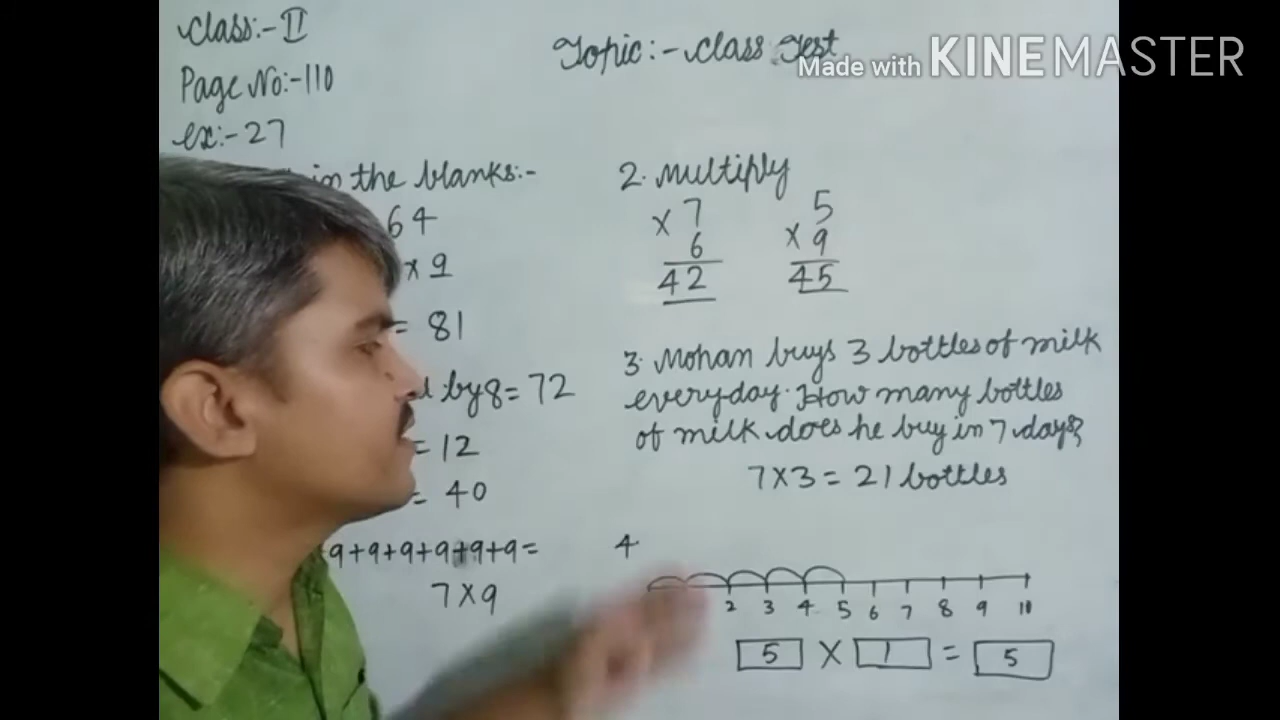 Class:- II
Topic:- Class Test
Made with KINEMASTER
Page No:- 110
ex:- 27
in the blanks:-
64
x 9
= 81
by 8 = 72
= 12
= 40
9+9+9+9+9+9=
7 x 9
2. Multiply
x 7
6
42
5
x 9
45
3. Mohan buys 3 bottles of milk
everyday. How many bottles
of milk does he buy in 7 days?
7 x 3 = 21 bottles
4.
2 3 4 5 6 7 8 9 10
5 x 1 = 5